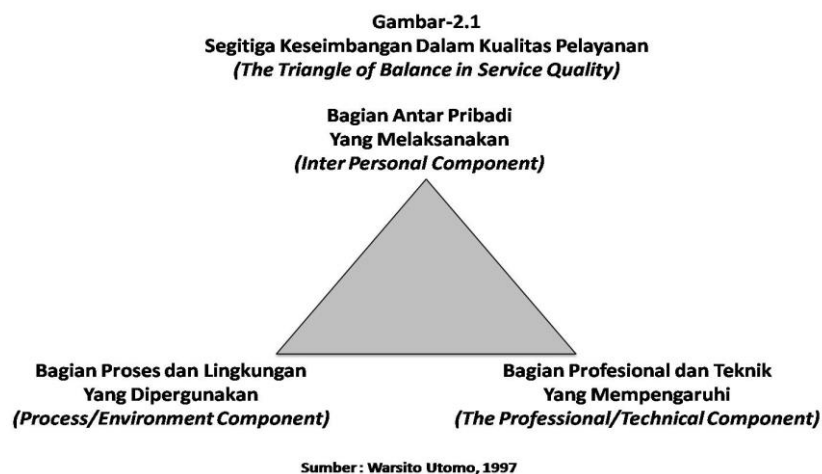 Gambar-2.1
Segitiga Keseimbangan Dalam Kualitas Pelayanan
(The Triangle of Balance in Service Quality)
Bagian Antar Pribadi
Yang Melaksanakan
(Inter Personal Component)
Bagian Proses dan Lingkungan
Yang Dipergunakan
(Process/Environment Component)
Bagian Profesional dan Teknik
Yang Mempengaruhi
(The Professional/Technical Component)
Sumber : Warsito Utomo, 1997